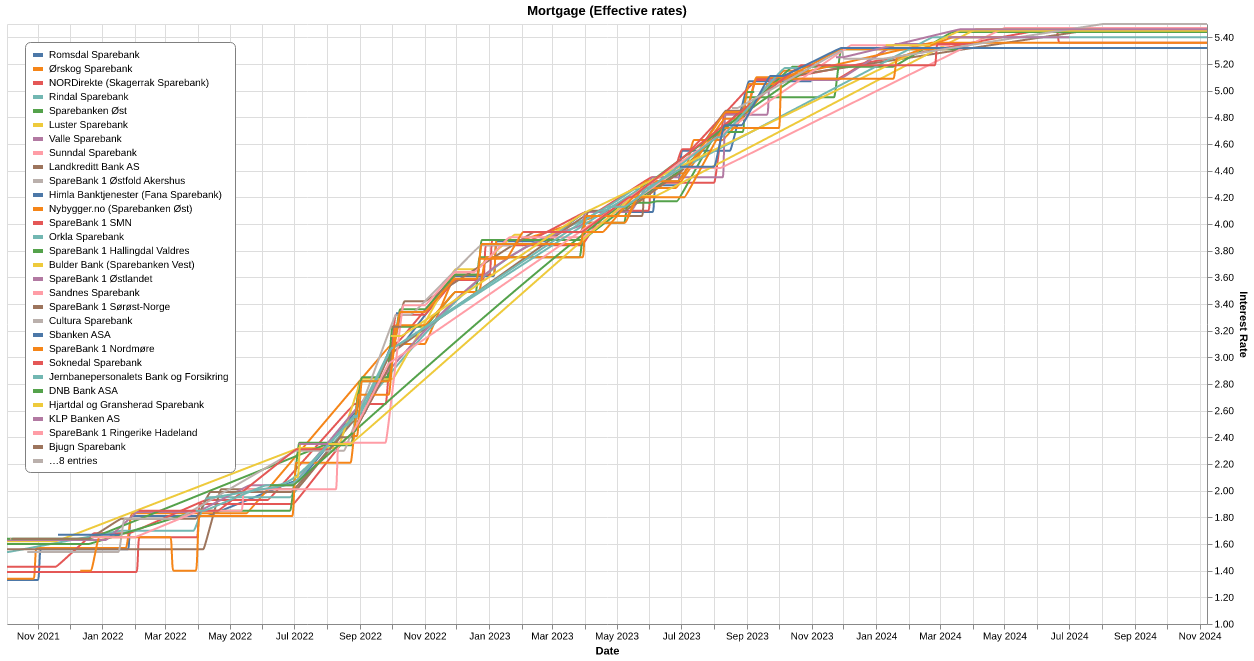 Mortgage (Effective rates)
Romsdal Sparebank
Ørskog Sparebank
NORDirekte (Skagerrak Sparebank)
Rindal Sparebank
Sparebanken Øst
Luster Sparebank
Valle Sparebank
Sunndal Sparebank
Landkreditt Bank AS
SpareBank 1 Østfold Akershus
Himla Banktjenester (Fana Sparebank)
Nybygger.no (Sparebanken Øst)
SpareBank 1 SMN
Orkla Sparebank
SpareBank 1 Hallingdal Valdres
Bulder Bank (Sparebanken Vest)
SpareBank 1 Østlandet
Sandnes Sparebank
SpareBank 1 Sørøst-Norge
Cultura Sparebank
Sbanken ASA
SpareBank 1 Nordmøre
Soknedal Sparebank
Jernbanepersonalets Bank og Forsikring
DNB Bank ASA
Hjartdal og Gransherad Sparebank
KLP Banken AS
SpareBank 1 Ringerike Hadeland
Bjugn Sparebank
…8 entries
5.40
5.20
5.00
4.80
4.60
4.40
4.20
4.00
3.80
3.60
3.40
3.20
3.00
2.80
2.60
2.40
2.20
2.00
1.80
1.60
1.40
1.20
1.00
Interest Rate
Nov 2021 Jan 2022 Mar 2022 May 2022 Jul 2022 Sep 2022 Nov 2022 Jan 2023 Mar 2023 May 2023 Jul 2023 Sep 2023 Nov 2023 Jan 2024 Mar 2024 May 2024 Jul 2024 Sep 2024 Nov 2024
Date